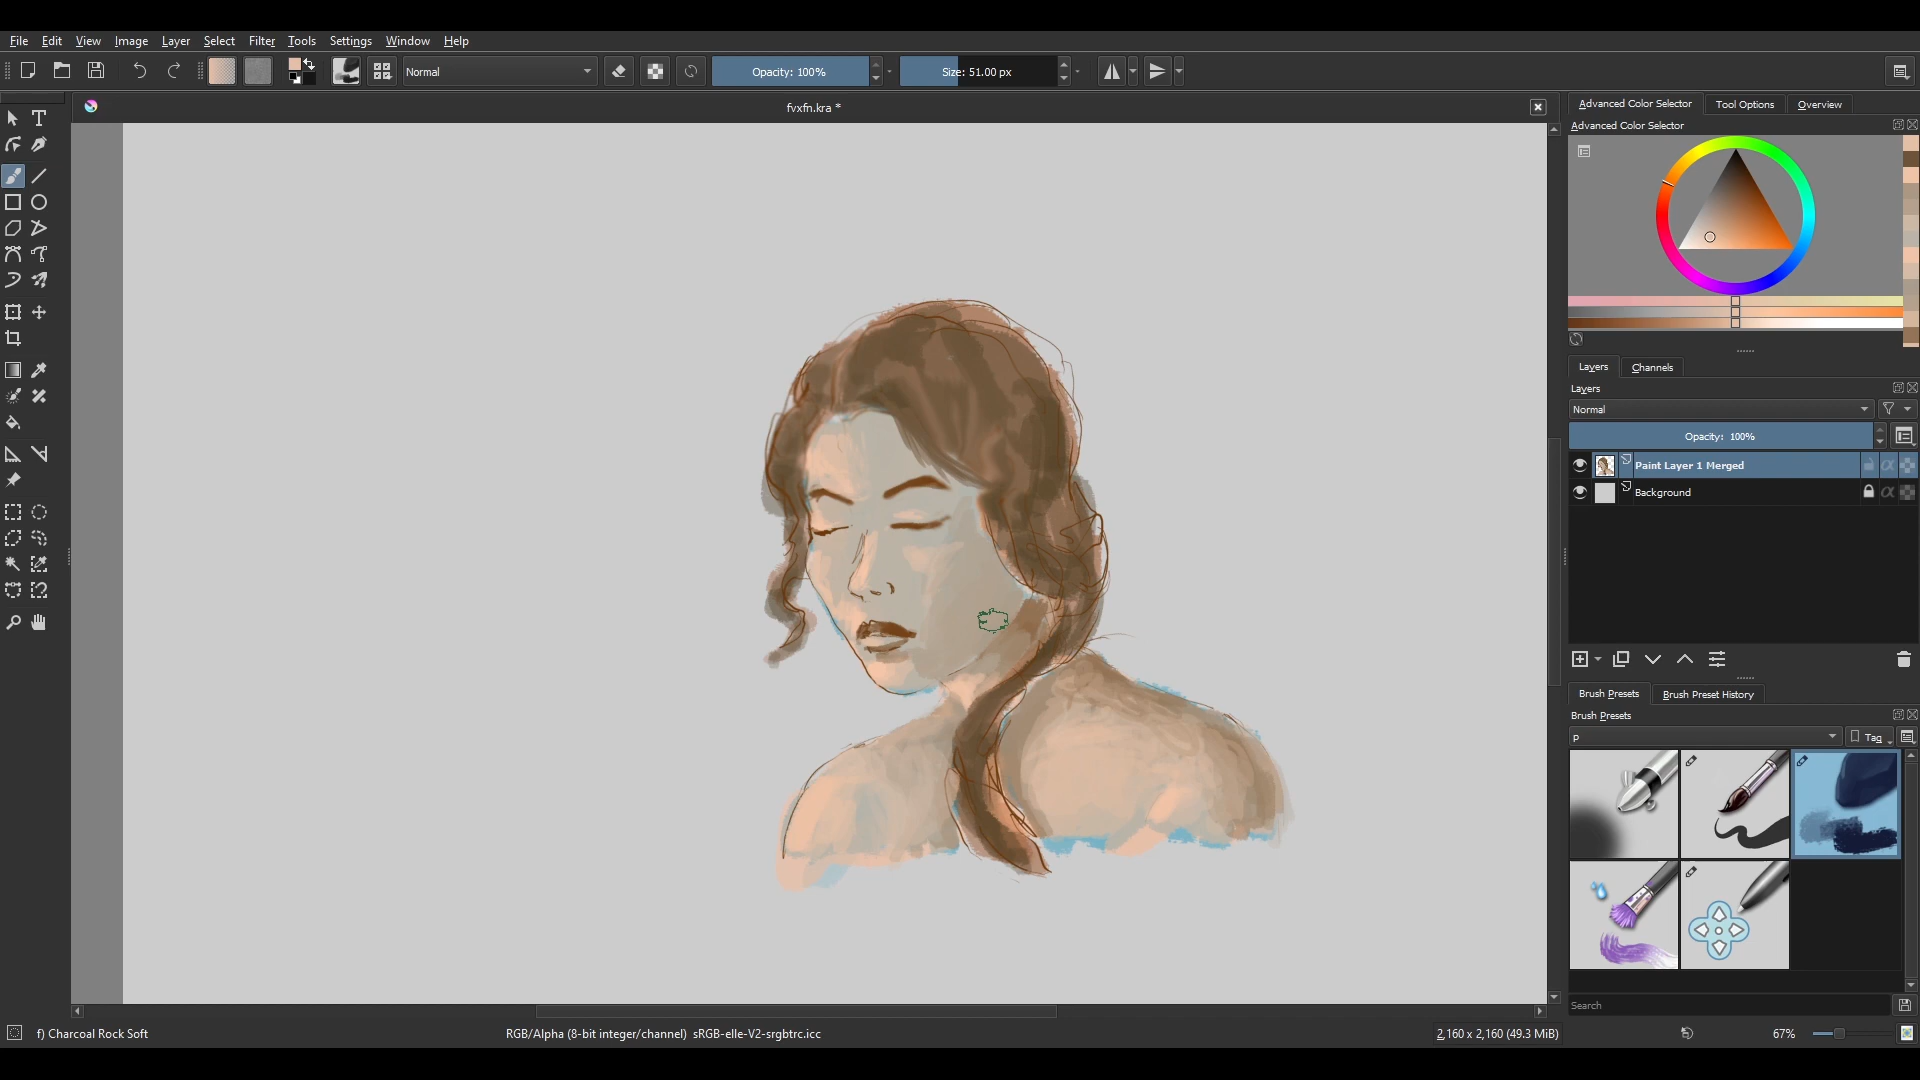 File Edit View Image Layer Select Filter Tools Settings Window Help
Normal Opacity: 100% Size: 51.00 px
fvxfn.kra *
Advanced Color Selector Tool Options Overview
Advanced Color Selector
Layers Channels
Layers
Normal
Opacity: 100%
Paint Layer 1 Merged
Background
Brush Presets Brush Preset History
Brush Presets
p Tag
Search
f) Charcoal Rock Soft RGB/Alpha (8-bit integer/channel) sRGB-elle-V2-srgbtrc.icc 2,160 x 2,160 (49.3 MiB) 67%